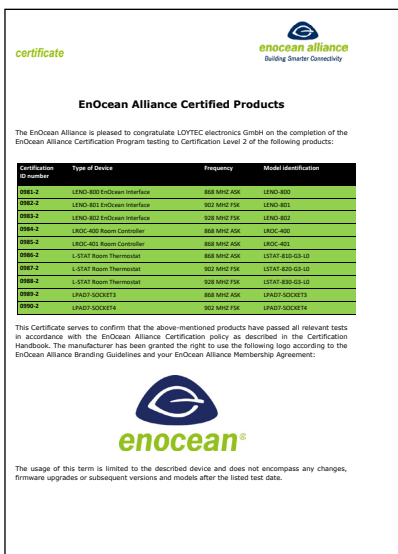 certificate
enocean alliance
Building Smarter Connectivity
EnOcean Alliance Certified Products
The EnOcean Alliance is pleased to congratulate LOYTEC electronics GmbH on the completion of the
EnOcean Alliance Certification Program testing to Certification Level 2 of the following products:
Certification ID number Type of Device Frequency Model identification
0981-2 LENO-800 EnOcean Interface 868 MHZ ASK LENO-800
0982-2 LENO-801 EnOcean Interface 902 MHZ FSK LENO-801
0983-2 LENO-802 EnOcean Interface 928 MHZ FSK LENO-802
0984-2 LROC-400 Room Controller 868 MHZ ASK LROC-400
0985-2 LROC-401 Room Controller 868 MHZ ASK LROC-401
0986-2 L-STAT Room Thermostat 868 MHZ ASK LSTAT-810-G3-L0
0987-2 L-STAT Room Thermostat 902 MHZ FSK LSTAT-820-G3-L0
0988-2 L-STAT Room Thermostat 928 MHZ FSK LSTAT-830-G3-L0
0989-2 LPAD7-SOCKET3 868 MHZ ASK LPAD7-SOCKET3
0990-2 LPAD7-SOCKET4 902 MHZ FSK LPAD7-SOCKET4
This Certificate serves to confirm that the above-mentioned products have passed all relevant tests
in accordance with the EnOcean Alliance Certification policy as described in the Certification
Handbook. The manufacturer has been granted the right to use the following logo according to the
EnOcean Alliance Branding Guidelines and your EnOcean Alliance Membership Agreement:
enocean®
The usage of this term is limited to the described device and does not encompass any changes,
firmware upgrades or subsequent versions and models after the listed test date.